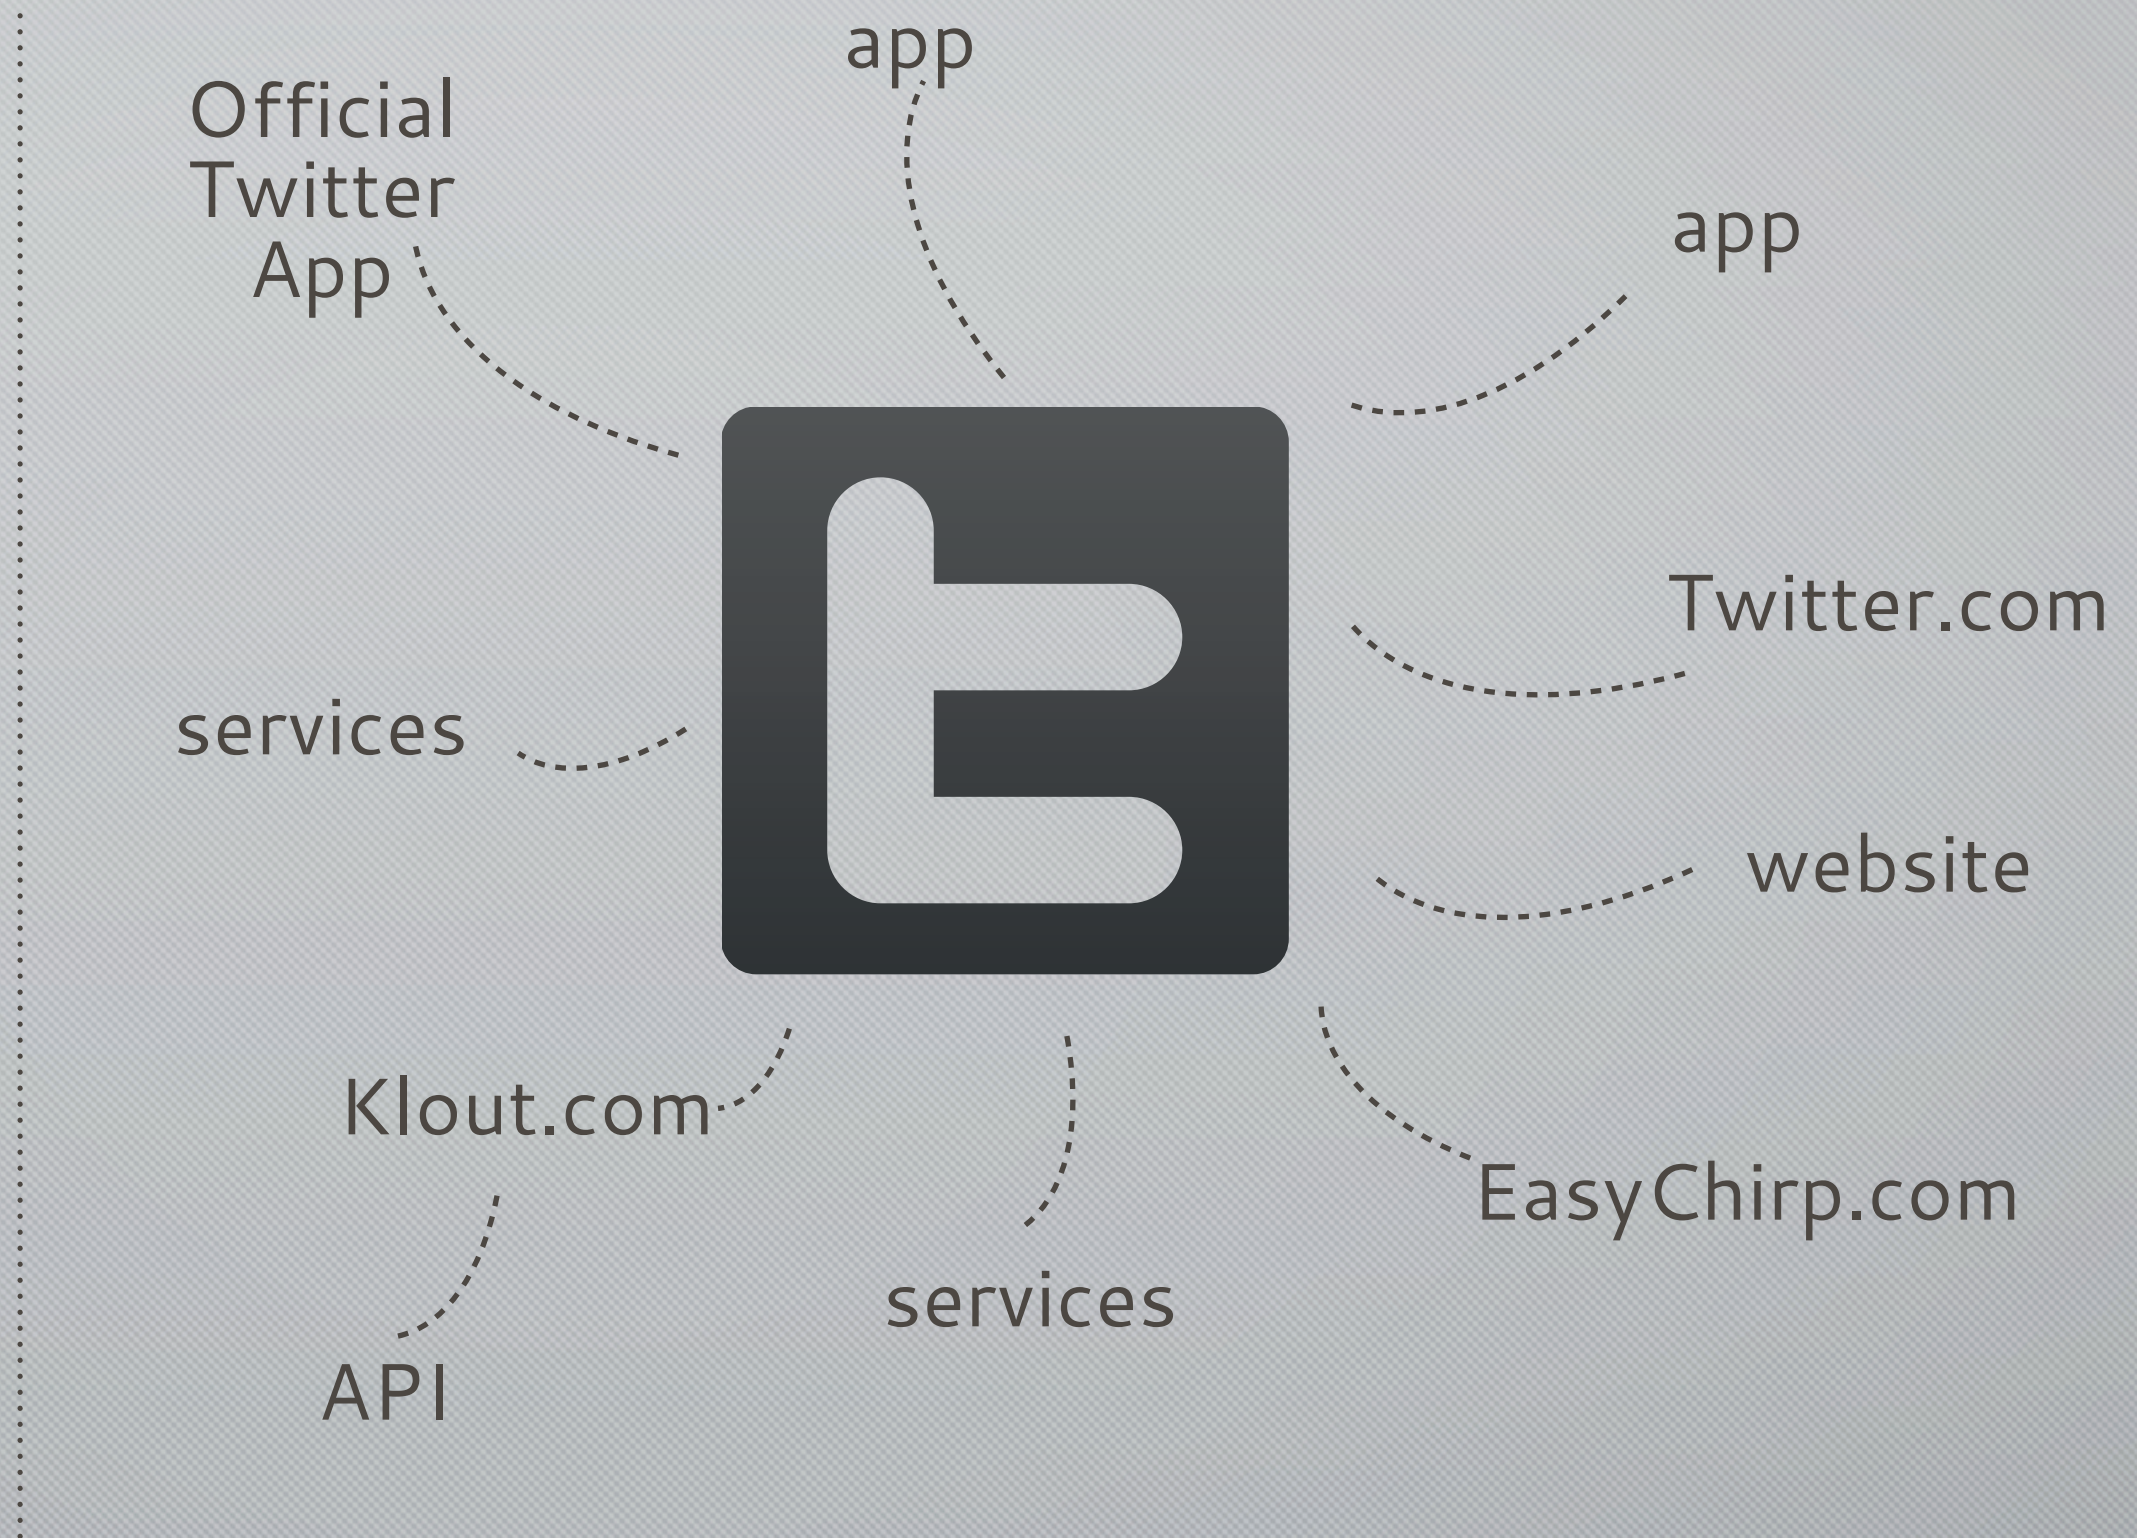 app
Official
Twitter
App
app
Twitter.com
services
website
Klout.com
EasyChirp.com
services
API